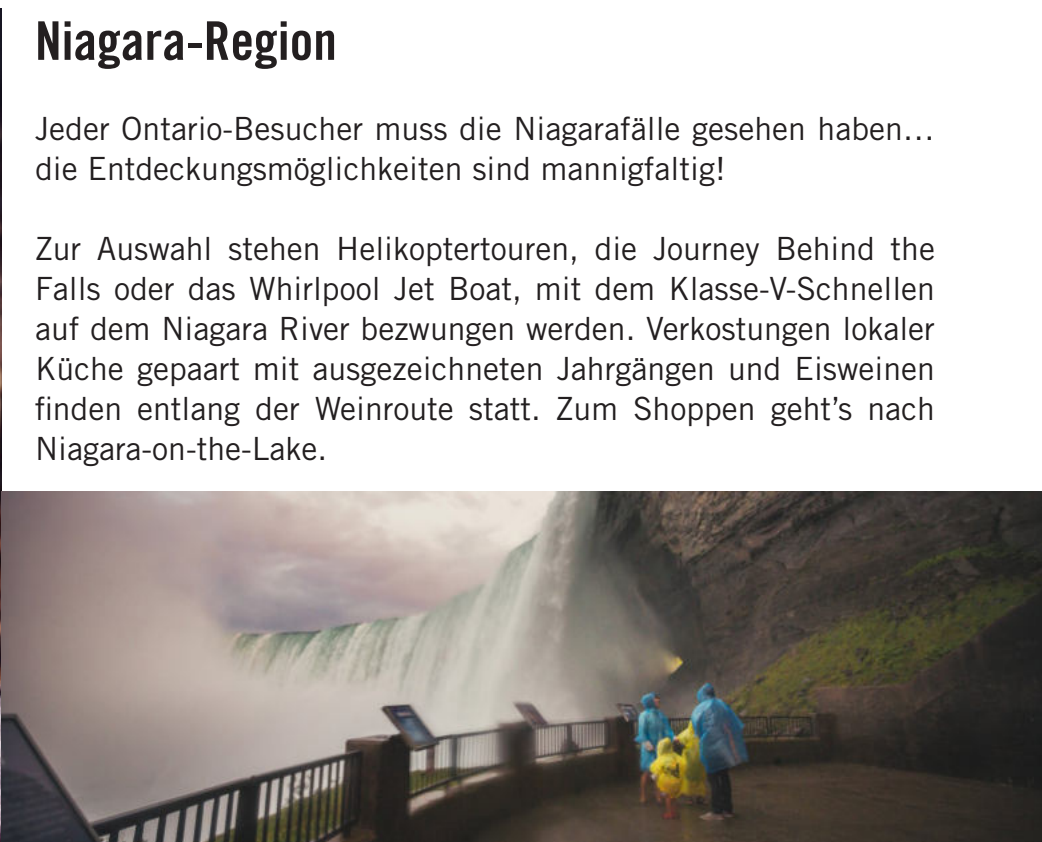 Niagara-Region
Jeder Ontario-Besucher muss die Niagarafälle gesehen haben…
die Entdeckungsmöglichkeiten sind mannigfaltig!
Zur Auswahl stehen Helikoptertouren, die Journey Behind the
Falls oder das Whirlpool Jet Boat, mit dem Klasse-V-Schnellen
auf dem Niagara River bezwungen werden. Verkostungen lokaler
Küche gepaart mit ausgezeichneten Jahrgängen und Eisweinen
finden entlang der Weinroute statt. Zum Shoppen geht’s nach
Niagara-on-the-Lake.